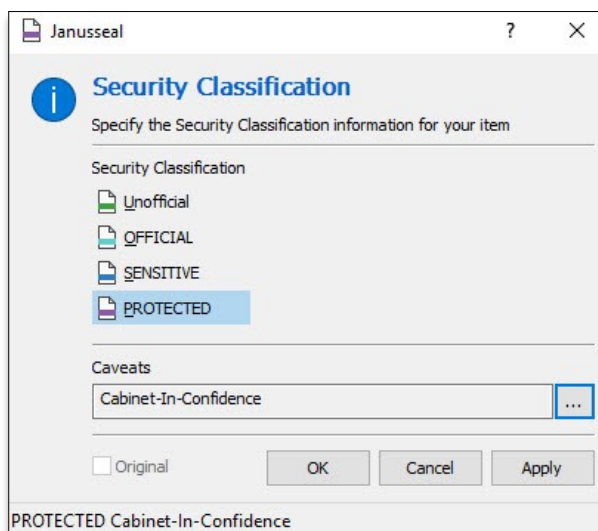 Janusseal
?
Security Classification
i
Specify the Security Classification information for your item
Security Classification
Unofficial
OFFICIAL
SENSITIVE
PROTECTED
Caveats
Cabinet-In-Confidence
...
Original
OK
Cancel
Apply
PROTECTED Cabinet-In-Confidence